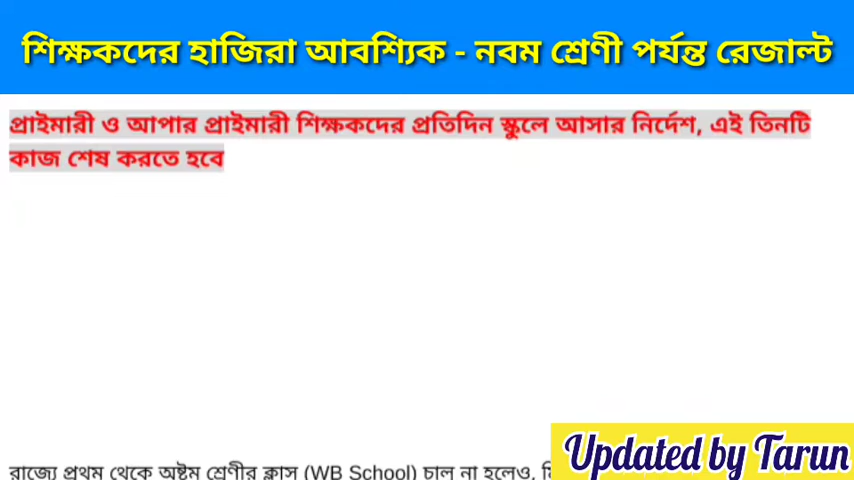 শিক্ষকদের হাজিরা আবশ্যিক - নবম শ্রেণী পর্যন্ত রেজাল্ট
প্রাইমারী ও আপার প্রাইমারী শিক্ষকদের প্রতিদিন স্কুলে আসার নির্দেশ, এই তিনটি
কাজ শেষ করতে হবে
রাজ্যে প্রথম থেকে অষ্টম শ্রেণীর ক্লাস (WB School) চালু না হলেও,
Updated by Tarun